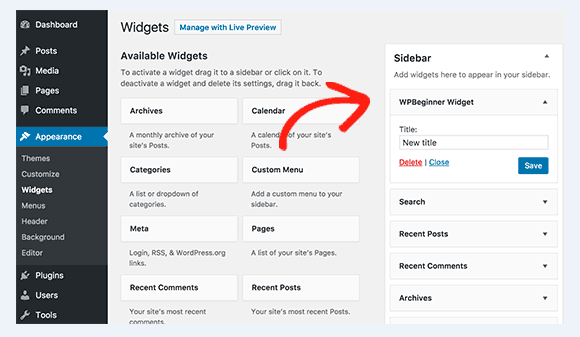 Dashboard
Posts
Media
Pages
Comments
Appearance
Themes
Customize
Widgets
Menus
Header
Background
Editor
Plugins
Users
Tools
Widgets
Manage with Live Preview
Available Widgets
To activate a widget drag it to a sidebar or click on it. To
deactivate a widget and delete its settings, drag it back.
Archives
A monthly archive of your
site's Posts.
Calendar
A calendar of your site's
Posts.
Categories
A list or dropdown of
categories.
Custom Menu
Add a custom menu to your
sidebar.
Meta
Login, RSS, & WordPress.org
links.
Pages
A list of your site's Pages.
Recent Comments
Your site's most recent
comments.
Recent Posts
Your site's most recent Posts.
Sidebar
Add widgets here to appear in your sidebar.
WPBeginner Widget
Title:
New title
Delete | Close
Save
Search
Recent Posts
Recent Comments
Archives